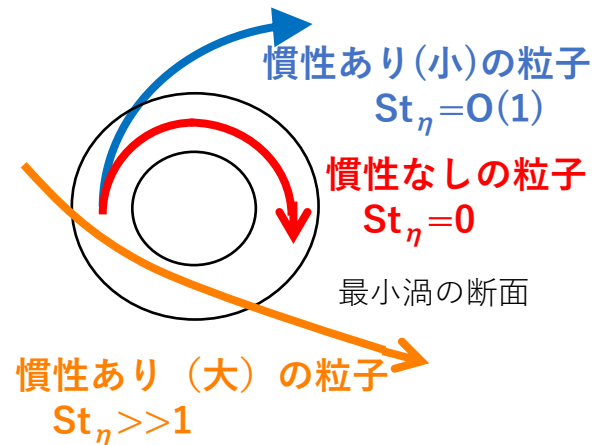 慣性あり(小)の粒子
Stη=O(1)
慣性なしの粒子
Stη=0
最小渦の断面
慣性あり（大）の粒子
Stη>>1